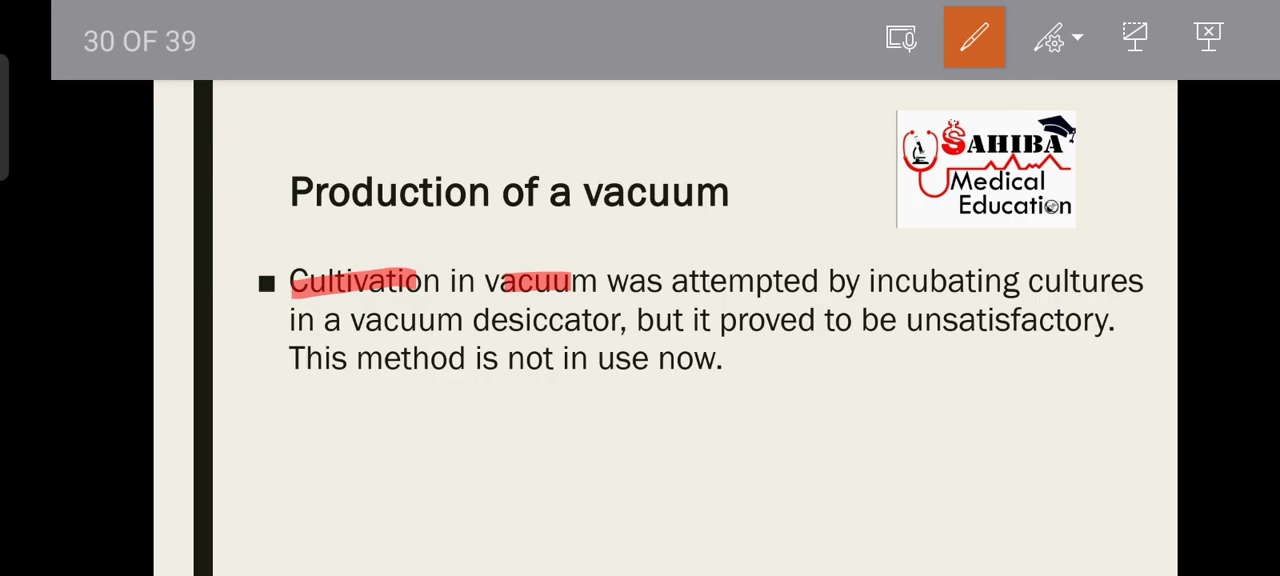 30 OF 39
SAHIBA
Medical
Education
Production of a vacuum
Cultivation in vacuum was attempted by incubating cultures
in a vacuum desiccator, but it proved to be unsatisfactory.
This method is not in use now.